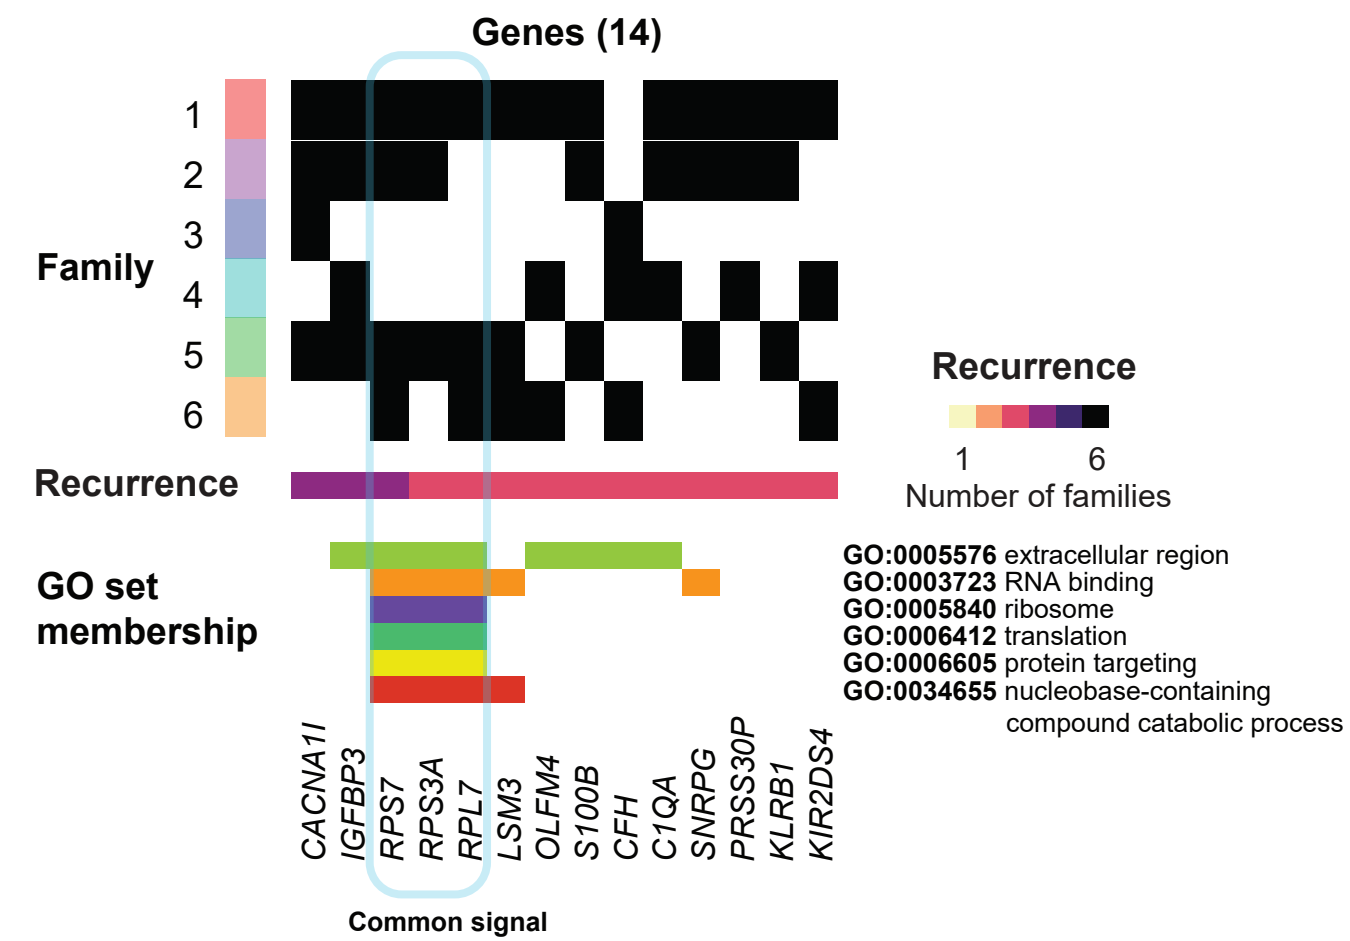 Genes (14)
1
2
3
4
5
6
Family
Recurrence
1 6
Number of families
Recurrence
GO set
membership
GO:0005576 extracellular region
GO:0003723 RNA binding
GO:0005840 ribosome
GO:0006412 translation
GO:0006605 protein targeting
GO:0034655 nucleobase-containing
compound catabolic process
CACNA1I
IGFBP3
RPS7
RPS3A
RPL7
LSM3
OLFM4
S100B
CFH
C1QA
SNRPG
PRSS30P
KLRB1
KIR2DS4
Common signal